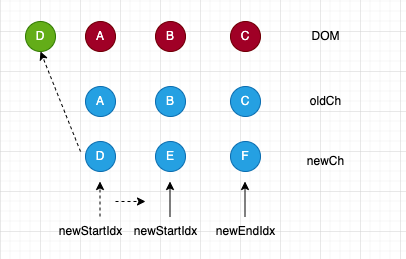 D A B C DOM
A B C oldCh
D E F newCh
newStartIdx newStartIdx newEndIdx